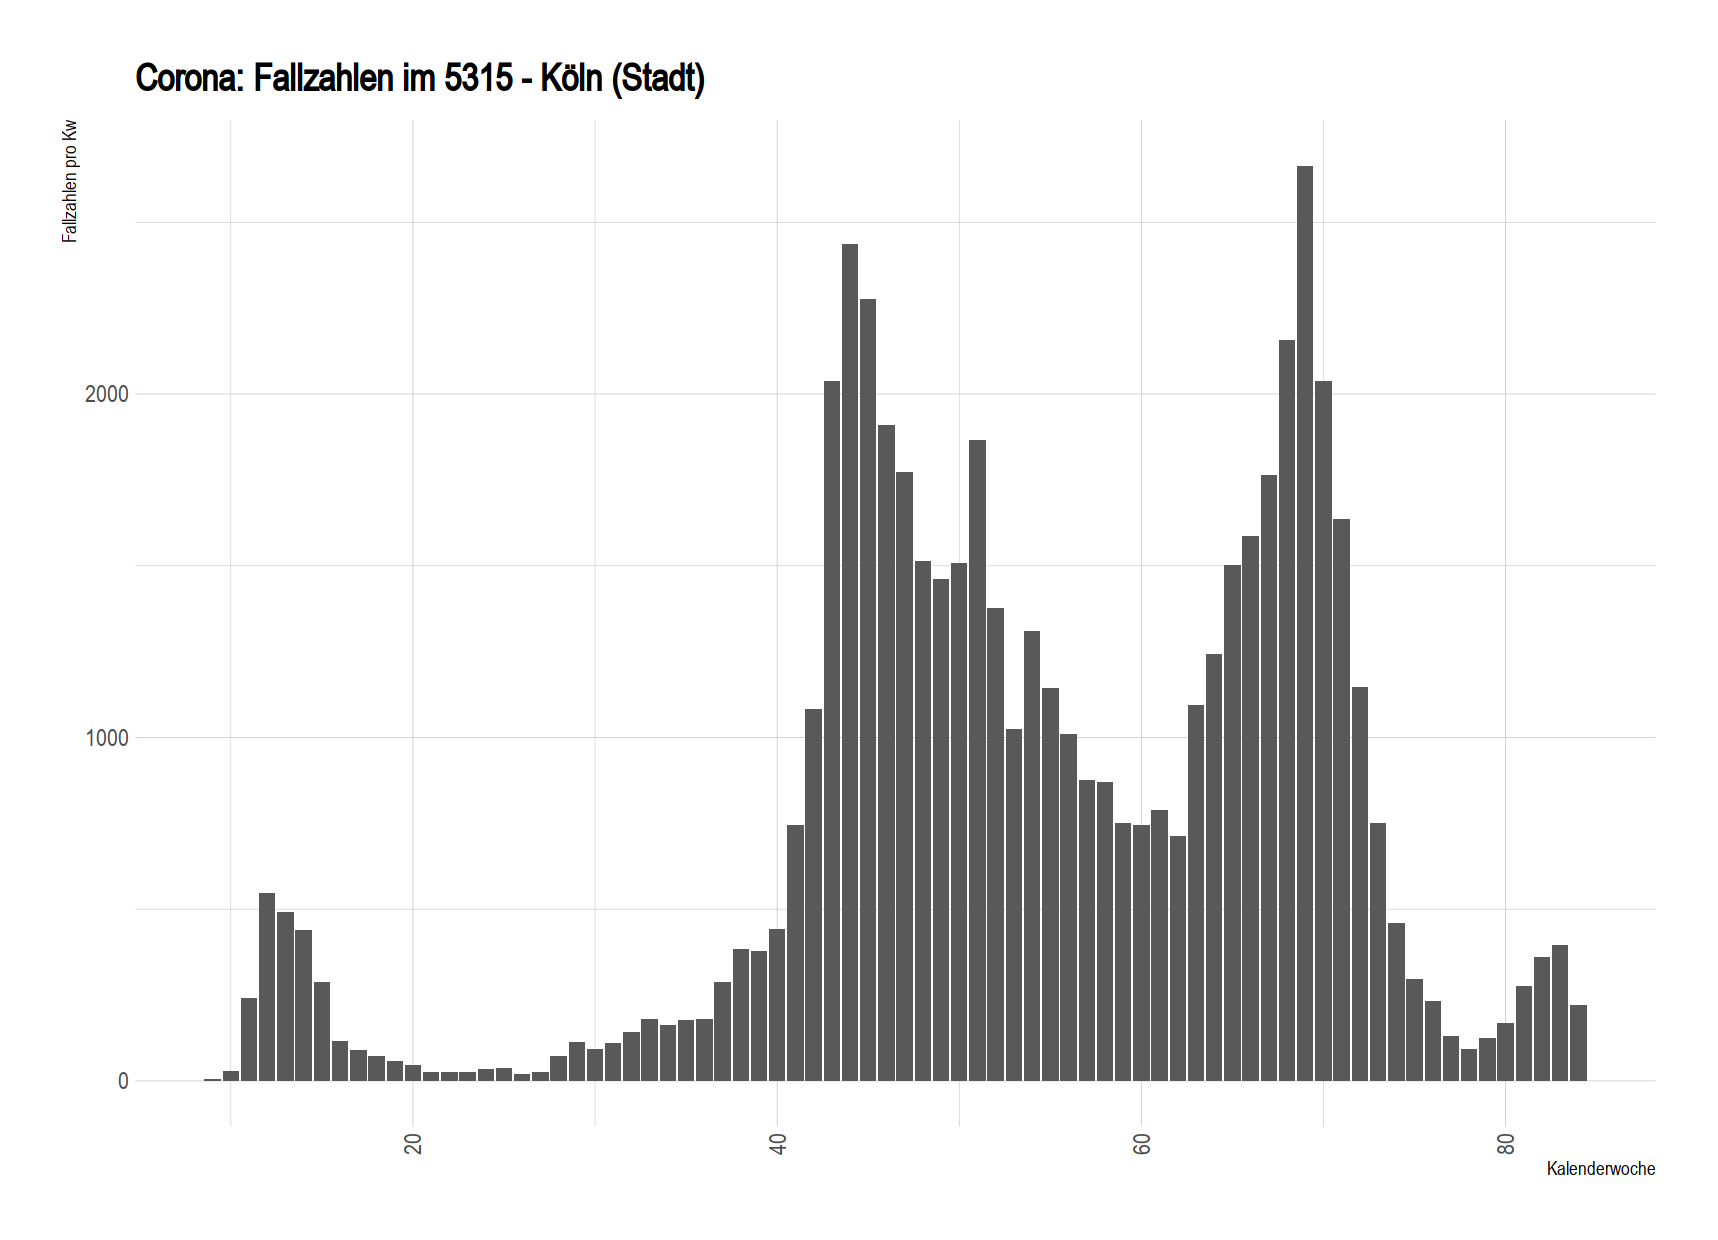 Corona: Fallzahlen im 5315 - Köln (Stadt)
Fallzahlen pro Kw
2000
1000
0
20
40
60
80
Kalenderwoche